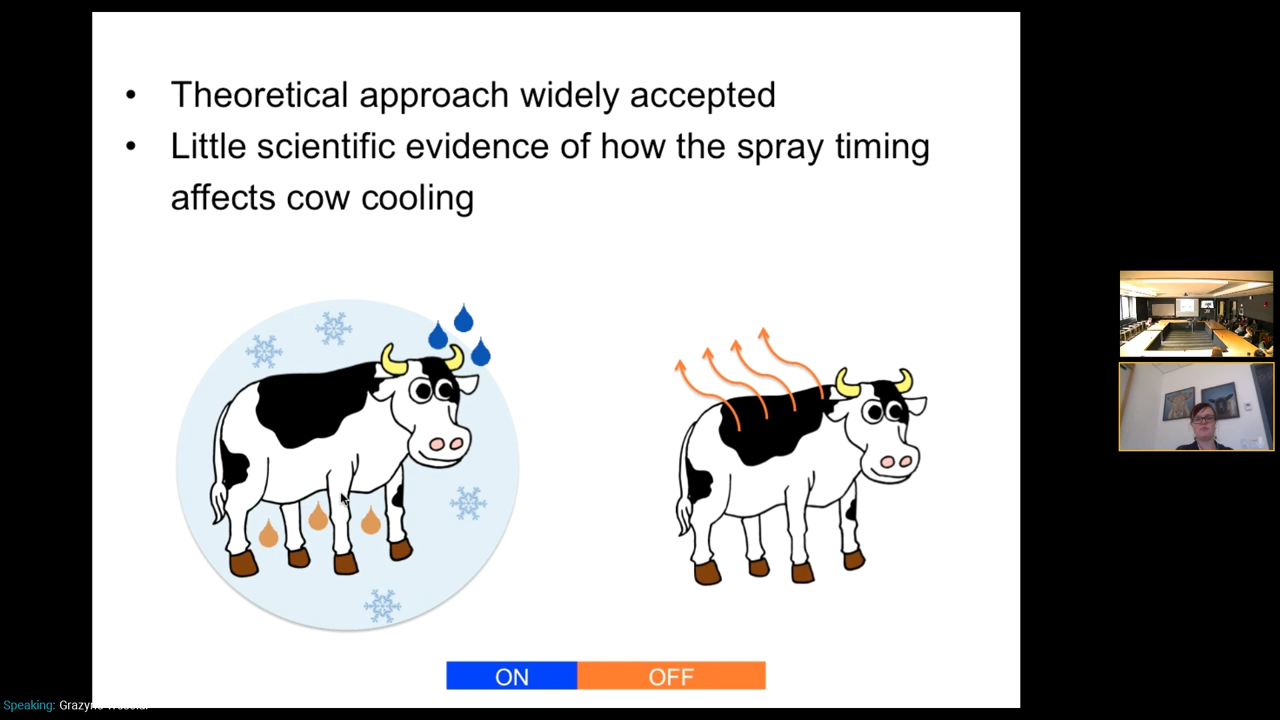 • Theoretical approach widely accepted
• Little scientific evidence of how the spray timing
affects cow cooling
ON OFF
Speaking: